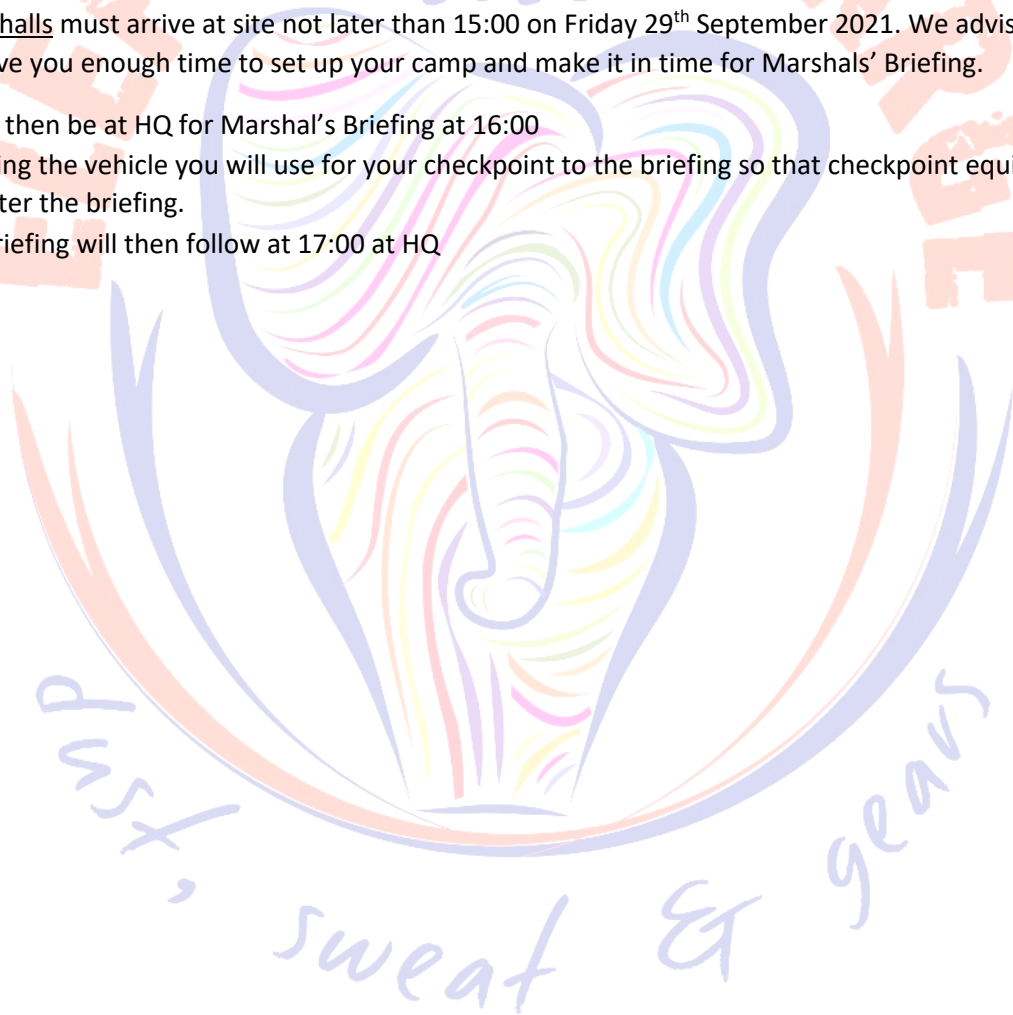 halls must arrive at site not later than 15:00 on Friday 29th September 2021. We advis
ve you enough time to set up your camp and make it in time for Marshals’ Briefing.
then be at HQ for Marshal’s Briefing at 16:00
ing the vehicle you will use for your checkpoint to the briefing so that checkpoint equi
ter the briefing.
riefing will then follow at 17:00 at HQ
dust, sweat & gears